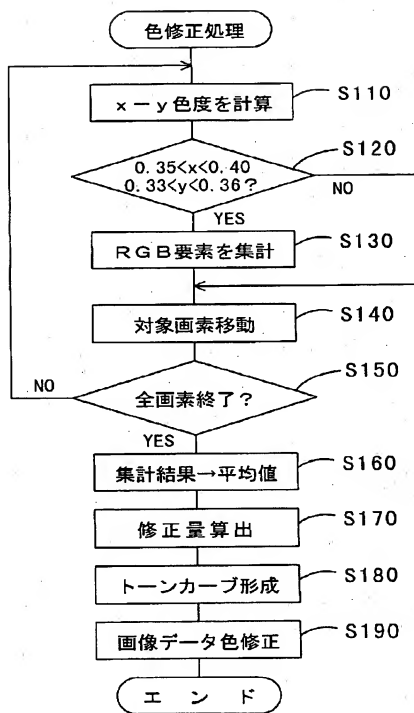 色修正処理
x－y色度を計算
S110
0.35<x<0.40
0.33<y<0.36?
S120
NO
YES
RGB要素を集計
S130
対象画素移動
S140
全画素終了?
S150
NO
YES
集計結果→平均値
S160
修正量算出
S170
トーンカーブ形成
S180
画像データ色修正
S190
エンド